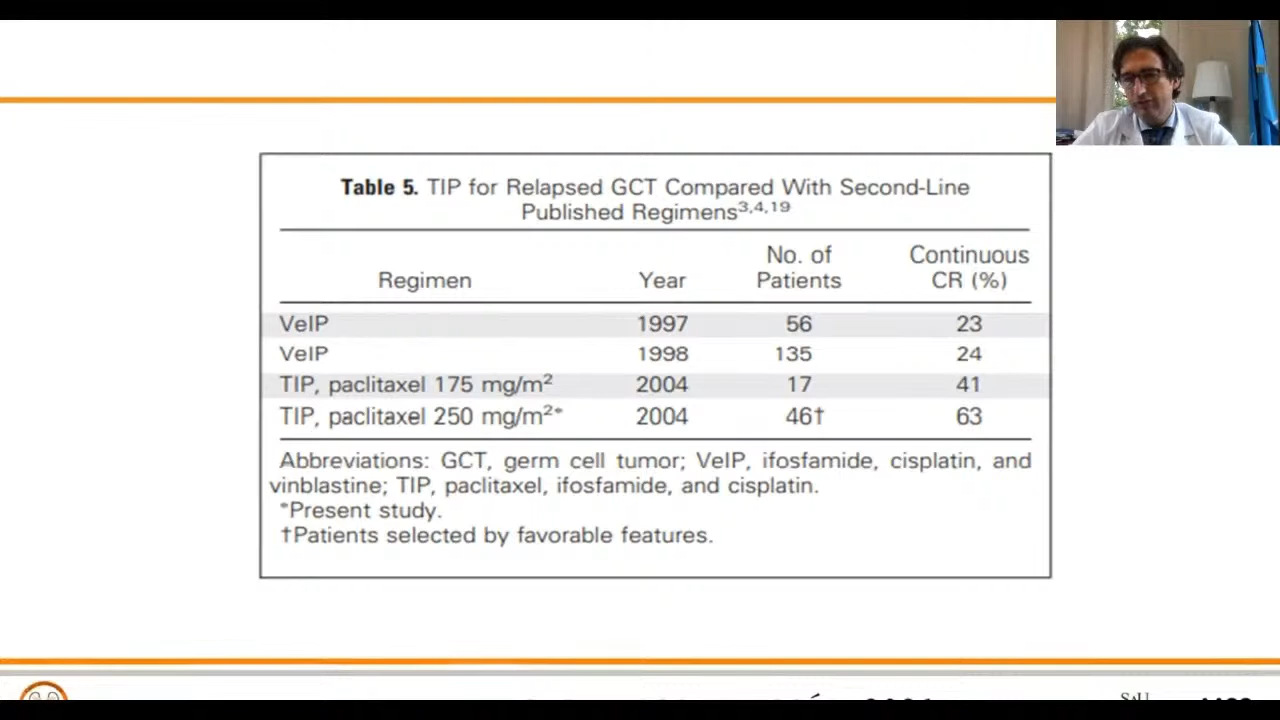 Table 5. TIP for Relapsed GCT Compared With Second-Line
Published Regimens3,4,19
Regimen Year No. of Patients Continuous CR (%)
VeIP 1997 56 23
VeIP 1998 135 24
TIP, paclitaxel 175 mg/m² 2004 17 41
TIP, paclitaxel 250 mg/m²* 2004 46† 63
Abbreviations: GCT, germ cell tumor; VeIP, ifosfamide, cisplatin, and
vinblastine; TIP, paclitaxel, ifosfamide, and cisplatin.
*Present study.
†Patients selected by favorable features.